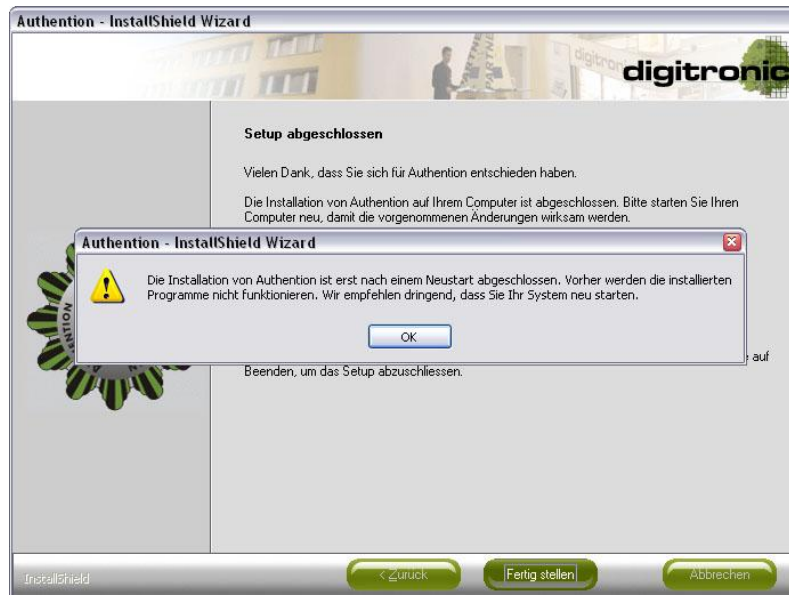 Authention - InstallShield Wizard
digitronic
Setup abgeschlossen
Vielen Dank, dass Sie sich für Authention entschieden haben.
Die Installation von Authention auf Ihrem Computer ist abgeschlossen. Bitte starten Sie Ihren
Computer neu, damit die vorgenommenen Änderungen wirksam werden.
Authention - InstallShield Wizard
Die Installation von Authention ist erst nach einem Neustart abgeschlossen. Vorher werden die installierten
Programme nicht funktionieren. Wir empfehlen dringend, dass Sie Ihr System neu starten.
OK
auf
Beenden, um das Setup abzuschliessen.
InstallShield
< Zurück
Fertig stellen
Abbrechen